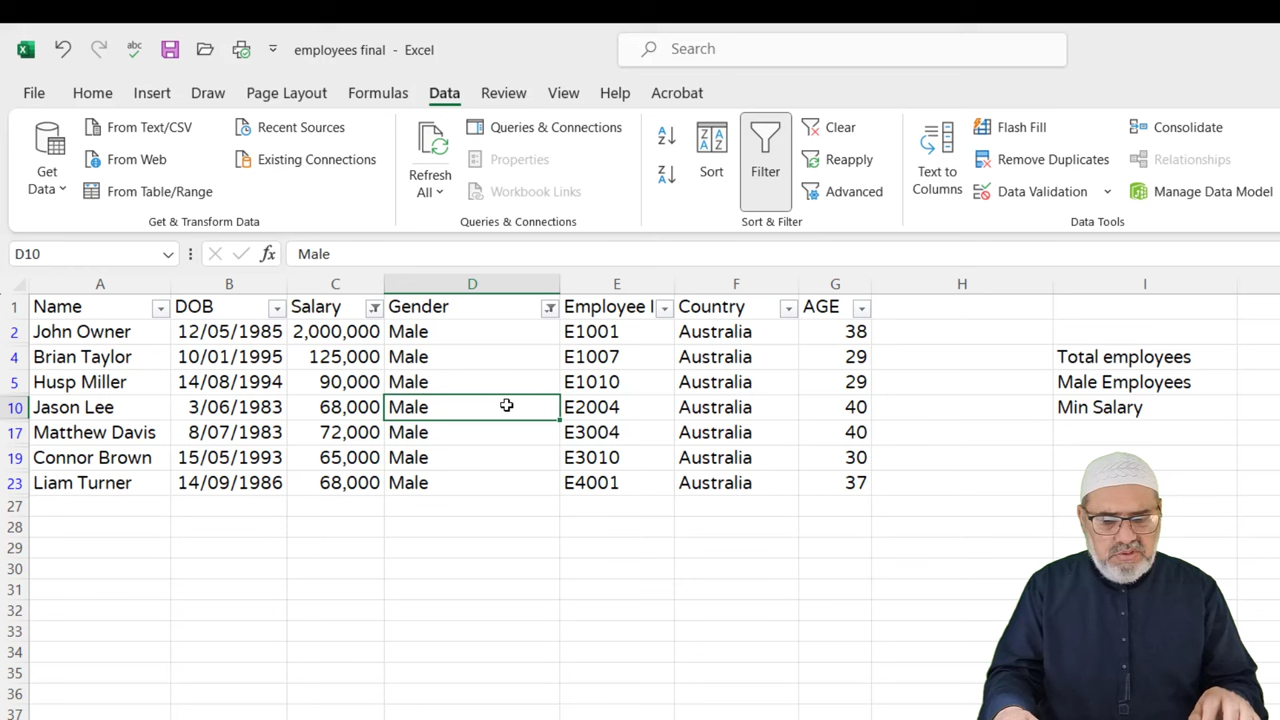 employees final - Excel
Search
File Home Insert Draw Page Layout Formulas Data Review View Help Acrobat
Get Data
From Text/CSV
From Web
From Table/Range
Recent Sources
Existing Connections
Get & Transform Data
Refresh All
Queries & Connections
Properties
Workbook Links
Queries & Connections
Sort
Filter
Clear
Reapply
Advanced
Sort & Filter
Text to Columns
Flash Fill
Remove Duplicates
Data Validation
Consolidate
Relationships
Manage Data Model
Data Tools
D10 fx Male
A B C D E F G H I
1 Name DOB Salary Gender Employee I Country AGE
2 John Owner 12/05/1985 2,000,000 Male E1001 Australia 38
4 Brian Taylor 10/01/1995 125,000 Male E1007 Australia 29 Total employees
5 Husp Miller 14/08/1994 90,000 Male E1010 Australia 29 Male Employees
10 Jason Lee 3/06/1983 68,000 Male E2004 Australia 40 Min Salary
17 Matthew Davis 8/07/1983 72,000 Male E3004 Australia 40
19 Connor Brown 15/05/1993 65,000 Male E3010 Australia 30
23 Liam Turner 14/09/1986 68,000 Male E4001 Australia 37
27
28
29
30
31
32
33
34
35
36
37